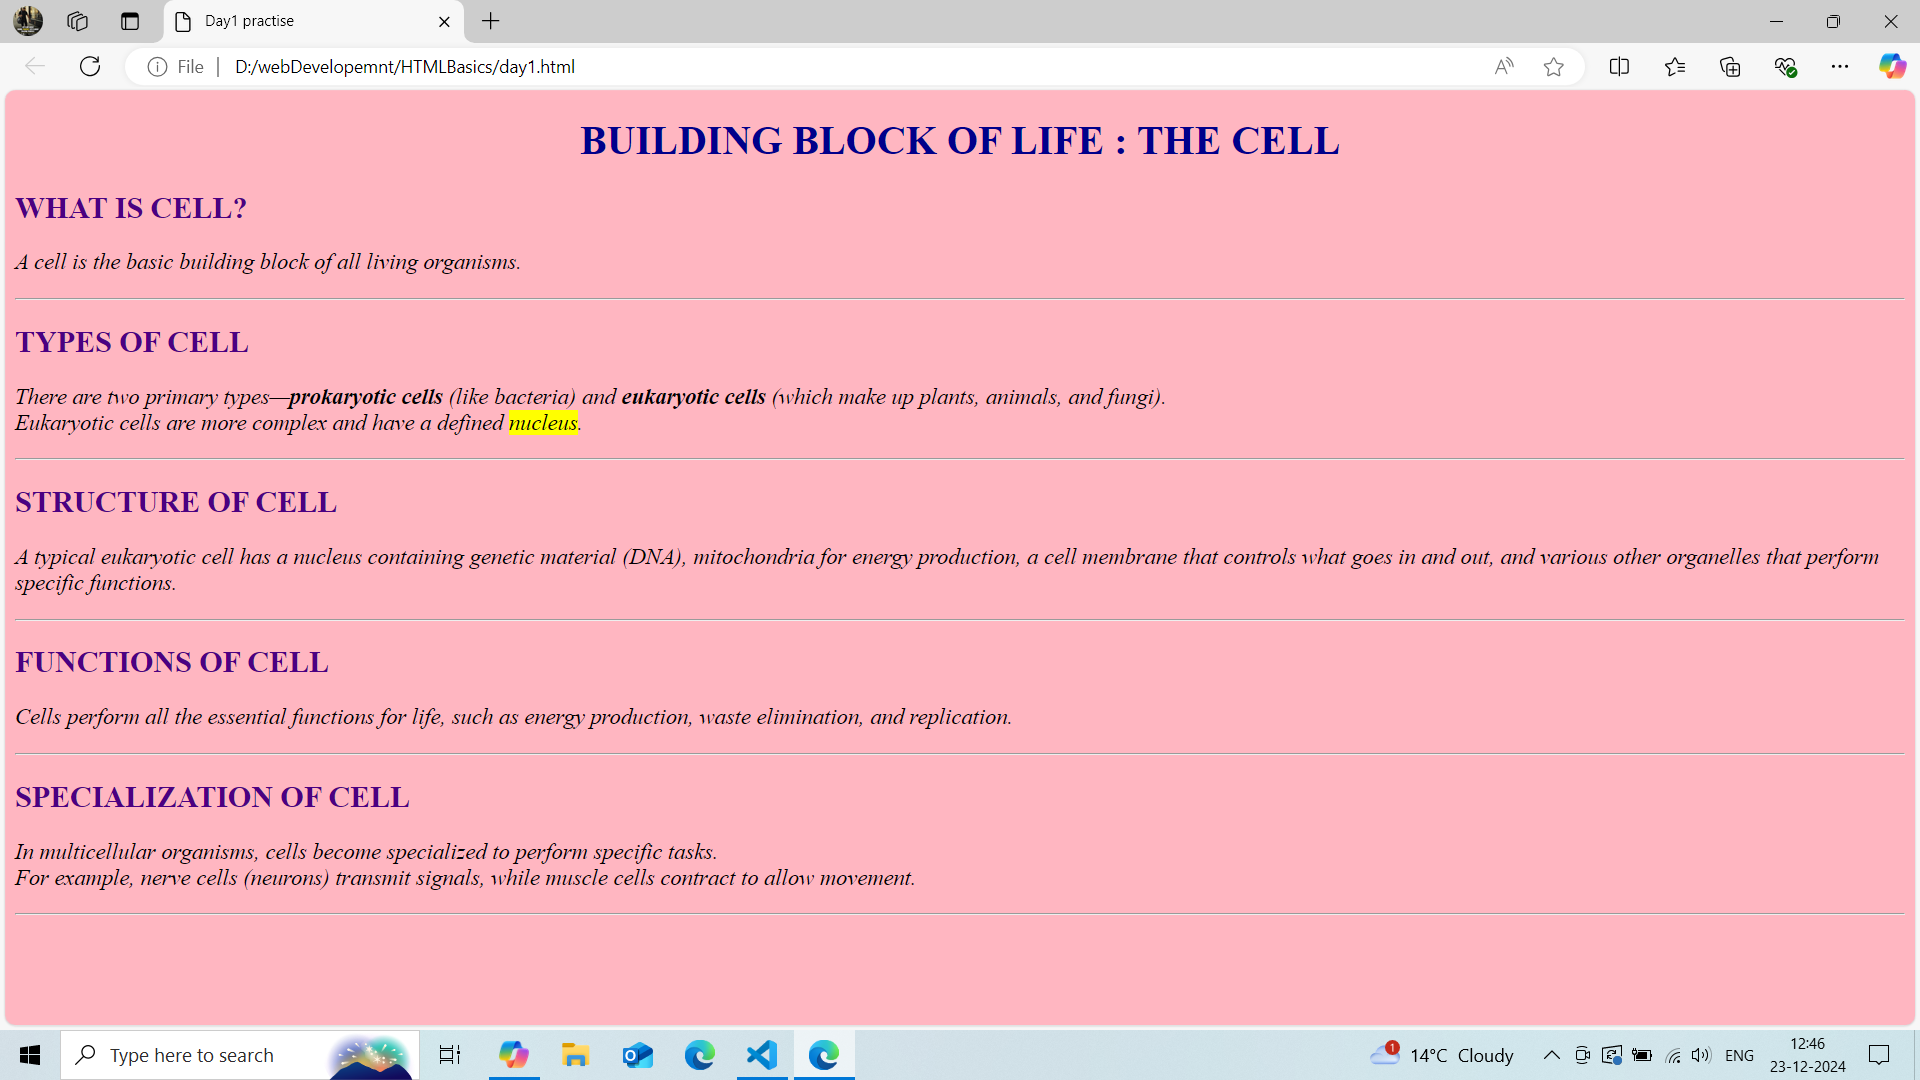 Day1 practise
File
D:/webDevelopemnt/HTMLBasics/day1.html
BUILDING BLOCK OF LIFE : THE CELL
WHAT IS CELL?
A cell is the basic building block of all living organisms.
TYPES OF CELL
There are two primary types—prokaryotic cells (like bacteria) and eukaryotic cells (which make up plants, animals, and fungi).
Eukaryotic cells are more complex and have a defined nucleus.
STRUCTURE OF CELL
A typical eukaryotic cell has a nucleus containing genetic material (DNA), mitochondria for energy production, a cell membrane that controls what goes in and out, and various other organelles that perform
specific functions.
FUNCTIONS OF CELL
Cells perform all the essential functions for life, such as energy production, waste elimination, and replication.
SPECIALIZATION OF CELL
In multicellular organisms, cells become specialized to perform specific tasks.
For example, nerve cells (neurons) transmit signals, while muscle cells contract to allow movement.
Type here to search
1
14°C Cloudy
ENG
12:46
23-12-2024